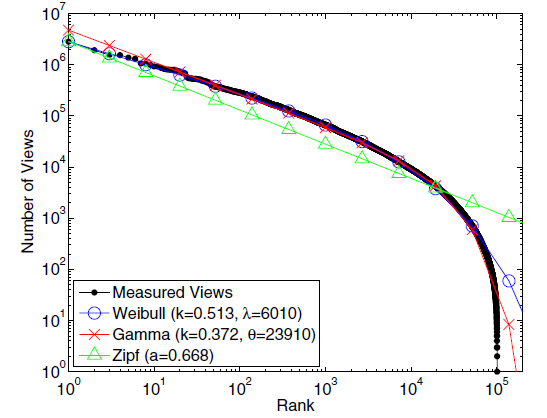 10^7
10^6
10^5
10^4
10^3
10^2
10^1
10^0
Number of Views
Measured Views
Weibull (k=0.513, λ=6010)
Gamma (k=0.372, θ=23910)
Zipf (a=0.668)
10^0 10^1 10^2 10^3 10^4 10^5
Rank